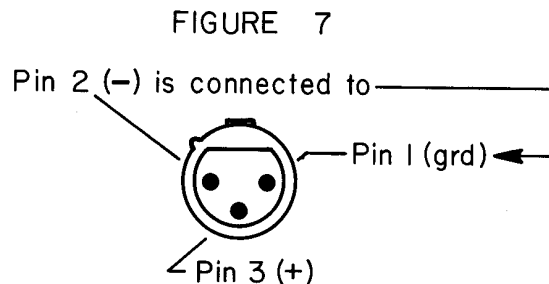 FIGURE 7
Pin 2 (−) is connected to
Pin 1 (grd)
Pin 3 (+)